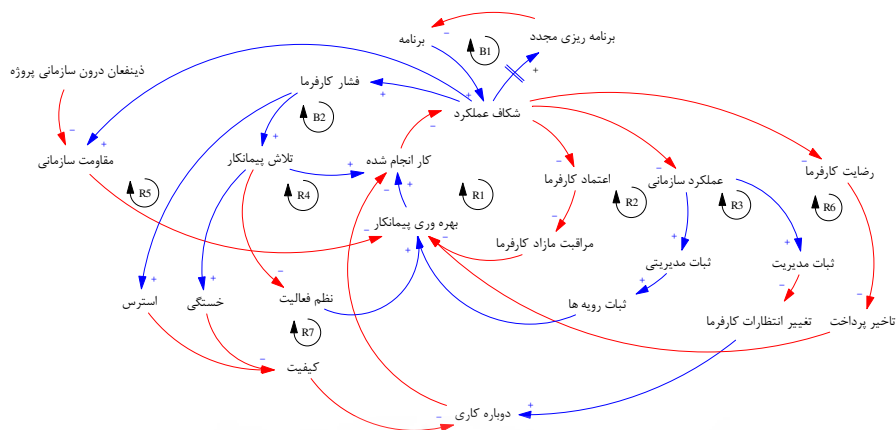 برنامه ریزی مجدد
برنامه
B1
ذینفعان درون سازمانی پروژه
فشار کارفرما
شکاف عملکرد
B2
مقاومت سازمانی
تلاش پیمانکار
کار انجام شده
اعتماد کارفرما
عملکرد سازمانی
رضایت کارفرما
R5
R4
R1
R2
R3
R6
بهره وری پیمانکار
مراقبت مازاد کارفرما
ثبات مدیریتی
ثبات مدیریت
استرس
خستگی
نظم فعالیت
ثبات رویه ها
تغییر انتظارات کارفرما
تاخیر پرداخت
R7
کیفیت
دوباره کاری